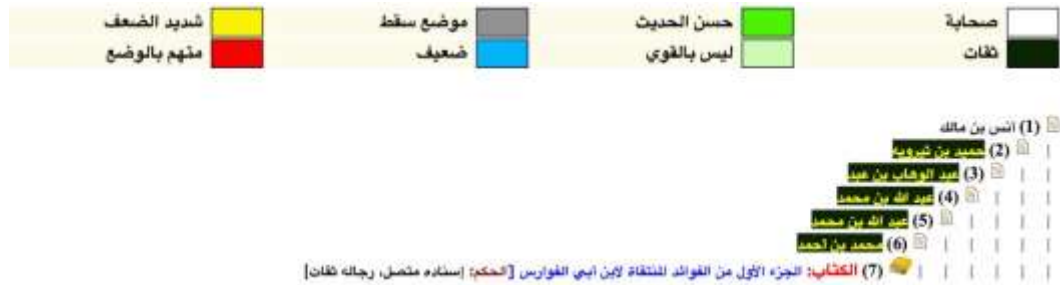 صحابة حسن الحديث موضع سقط شديد الضعف
ثقات ليس بالقوي ضعيف متهم بالوضع
(1) انس بن مالك
(2) حميد بن تيرويه
(3) عبد الوهاب بن عبد
(4) عبد الله بن محمد
(5) عبد الله بن محمد
(6) محمد بن احمد
(7) الكتاب: الجزء الأول من الفوائد المنتقاة لابن ابي الفوارس [الحكم: إسناده متصل، رجاله ثقات]